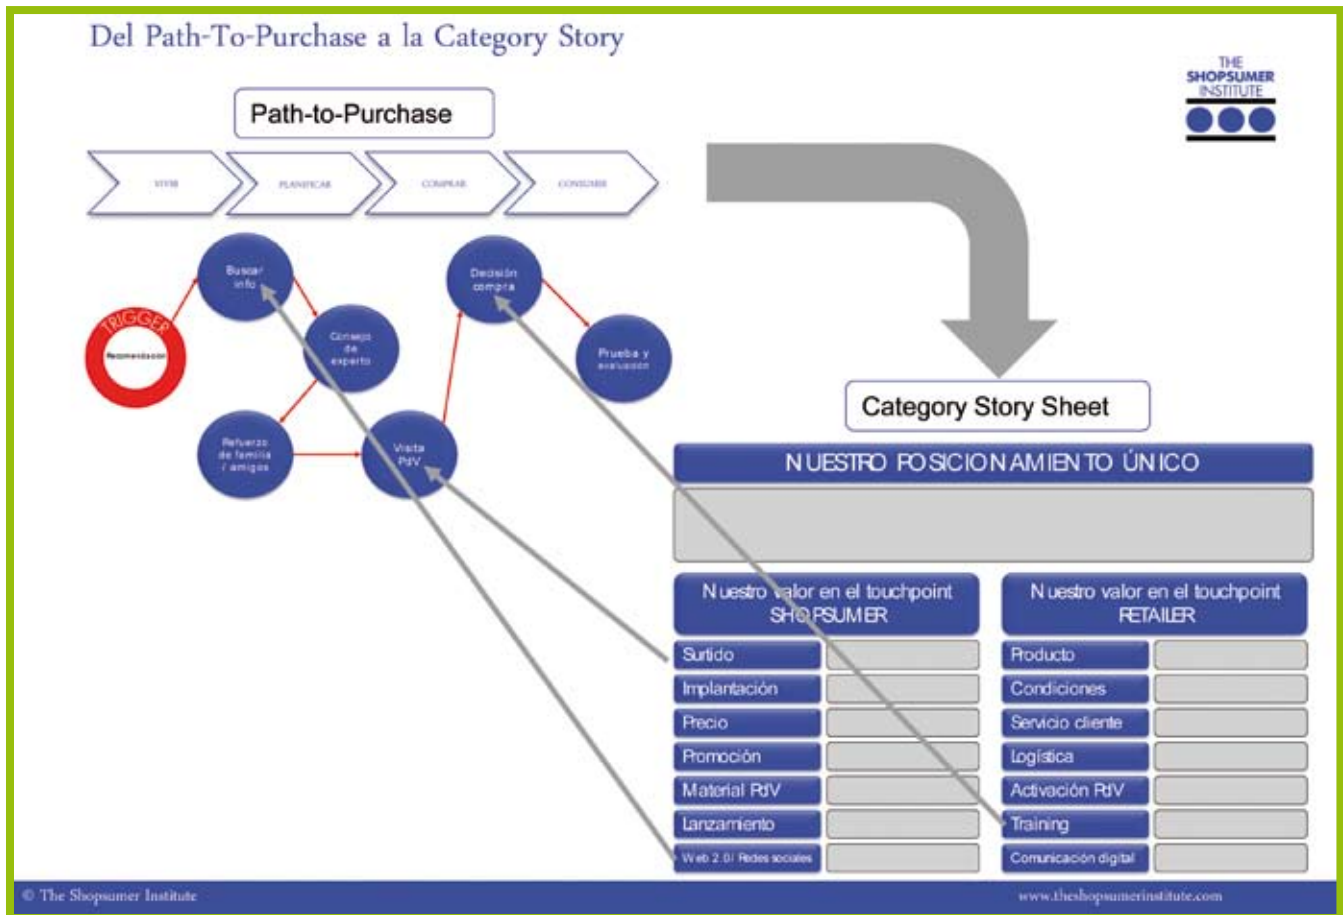 Del Path-To-Purchase a la Category Story
THE
SHOPSUMER
INSTITUTE
Path-to-Purchase
VIVIR
PLANIFICAR
COMPRAR
CONSUMIR
TRIGGER
Recomendación
Buscar
info
Consejo
de
experto
Refuerzo
de familia
/ amigos
Visita
PdV
Decisión
compra
Prueba y
evaluación
Category Story Sheet
NUESTRO POSICIONAMIENTO ÚNICO
Nuestro valor en el touchpoint
SHOPSUMER
Surtido
Implantación
Precio
Promoción
Material PdV
Lanzamiento
Web 2.0/ Redes sociales
Nuestro valor en el touchpoint
RETAILER
Producto
Condiciones
Servicio cliente
Logística
Activación PdV
Training
Comunicación digital
© The Shopsumer Institute
www.theshopsumerinstitute.com